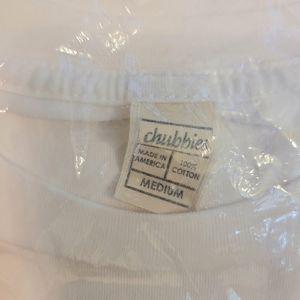 chubbies
MADE IN
AMERICA
100%
COTTON
MEDIUM